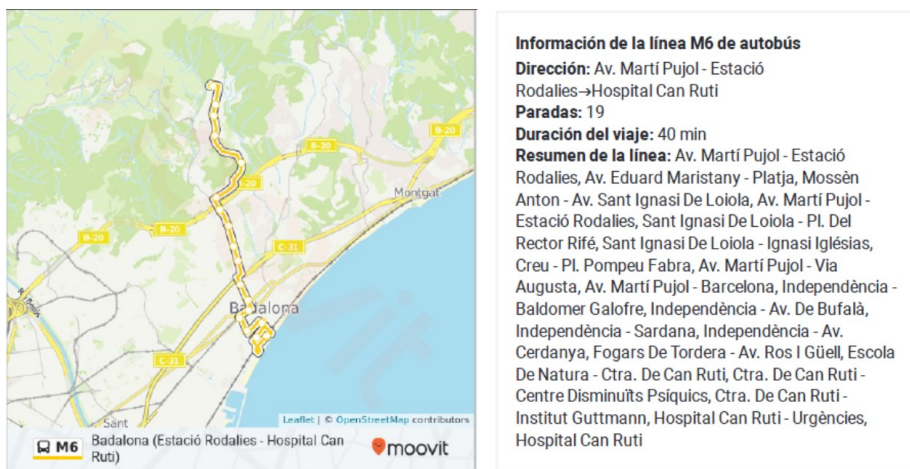 B-20
B-20
B-20
Montgat
B-20
B-20
C-31
Badalona
C-31
Sant
Leaflet | © OpenStreetMap contributors
M6
Badalona (Estació Rodalies - Hospital Can
Ruti)
moovit
Información de la línea M6 de autobús
Dirección: Av. Martí Pujol - Estació
Rodalies→Hospital Can Ruti
Paradas: 19
Duración del viaje: 40 min
Resumen de la línea: Av. Martí Pujol - Estació
Rodalies, Av. Eduard Maristany - Platja, Mossèn
Anton - Av. Sant Ignasi De Loiola, Av. Martí Pujol -
Estació Rodalies, Sant Ignasi De Loiola - Pl. Del
Rector Rifé, Sant Ignasi De Loiola - Ignasi Iglésias,
Creu - Pl. Pompeu Fabra, Av. Martí Pujol - Via
Augusta, Av. Martí Pujol - Barcelona, Independència -
Baldomer Galofre, Independència - Av. De Bufalà,
Independència - Sardana, Independència - Av.
Cerdanya, Fogars De Tordera - Av. Ros I Güell, Escola
De Natura - Ctra. De Can Ruti, Ctra. De Can Ruti -
Centre Disminuïts Psíquics, Ctra. De Can Ruti -
Institut Guttmann, Hospital Can Ruti - Urgències,
Hospital Can Ruti